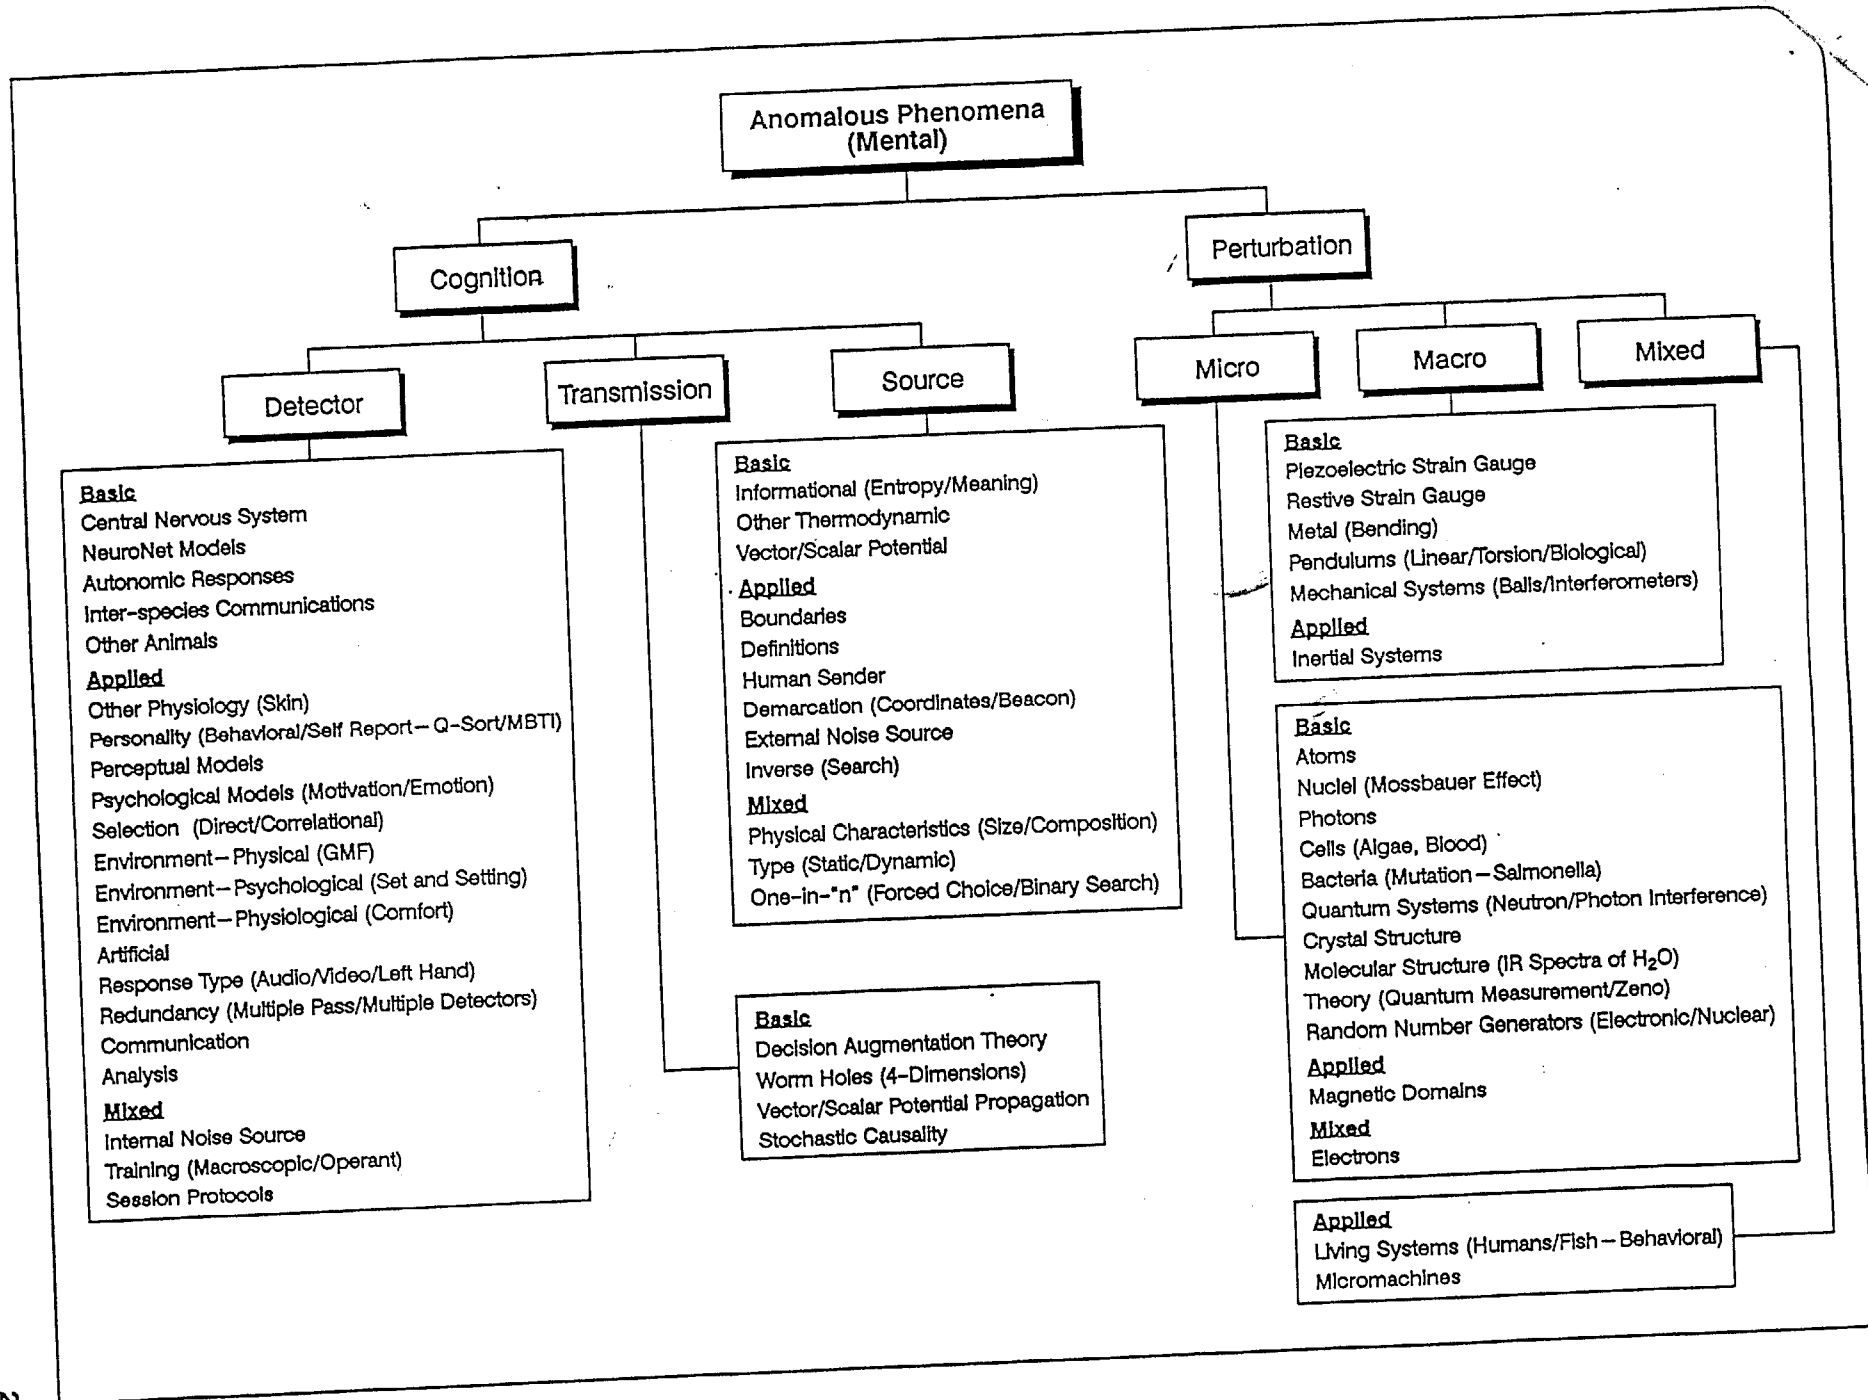 Anomalous Phenomena
(Mental)
Cognition
Perturbation
Detector
Transmission
Source
Micro
Macro
Mixed
Basic
Central Nervous System
NeuroNet Models
Autonomic Responses
Inter-species Communications
Other Animals
Applied
Other Physiology (Skin)
Personality (Behavioral/Self Report—Q-Sort/MBTI)
Perceptual Models
Psychological Models (Motivation/Emotion)
Selection (Direct/Correlational)
Environment—Physical (GMF)
Environment—Psychological (Set and Setting)
Environment—Physiological (Comfort)
Artificial
Response Type (Audio/Video/Left Hand)
Redundancy (Multiple Pass/Multiple Detectors)
Communication
Analysis
Mixed
Internal Noise Source
Training (Macroscopic/Operant)
Session Protocols
Basic
Informational (Entropy/Meaning)
Other Thermodynamic
Vector/Scalar Potential
Applied
Boundaries
Definitions
Human Sender
Demarcation (Coordinates/Beacon)
External Noise Source
Inverse (Search)
Mixed
Physical Characteristics (Size/Composition)
Type (Static/Dynamic)
One-in-"n" (Forced Choice/Binary Search)
Basic
Decision Augmentation Theory
Worm Holes (4-Dimensions)
Vector/Scalar Potential Propagation
Stochastic Causality
Basic
Piezoelectric Strain Gauge
Restive Strain Gauge
Metal (Bending)
Pendulums (Linear/Torsion/Biological)
Mechanical Systems (Balls/Interferometers)
Applied
Inertial Systems
Basic
Atoms
Nuclei (Mossbauer Effect)
Photons
Cells (Algae, Blood)
Bacteria (Mutation—Salmonella)
Quantum Systems (Neutron/Photon Interference)
Crystal Structure
Molecular Structure (IR Spectra of H₂O)
Theory (Quantum Measurement/Zeno)
Random Number Generators (Electronic/Nuclear)
Applied
Magnetic Domains
Mixed
Electrons
Applied
Living Systems (Humans/Fish—Behavioral)
Micromachines